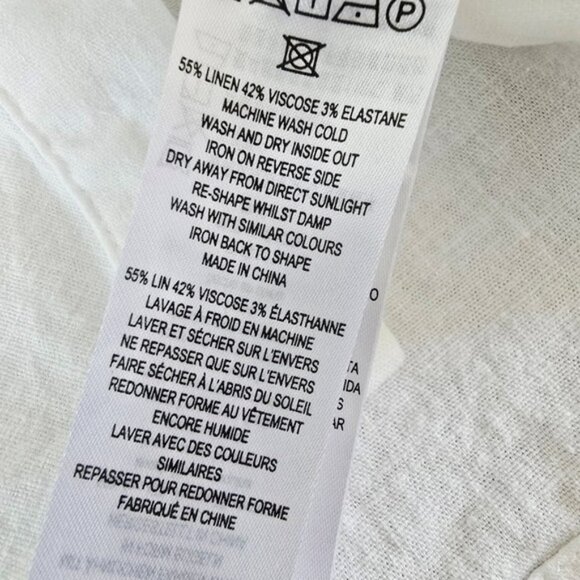 P
55% LINEN 42% VISCOSE 3% ELASTANE
MACHINE WASH COLD
WASH AND DRY INSIDE OUT
IRON ON REVERSE SIDE
DRY AWAY FROM DIRECT SUNLIGHT
RE-SHAPE WHILST DAMP
WASH WITH SIMILAR COLOURS
IRON BACK TO SHAPE
MADE IN CHINA
55% LIN 42% VISCOSE 3% ÉLASTHANNE
LAVAGE À FROID EN MACHINE
LAVER ET SÉCHER SUR L'ENVERS
NE REPASSER QUE SUR L'ENVERS
FAIRE SÉCHER À L'ABRIS DU SOLEIL
REDONNER FORME AU VÊTEMENT
ENCORE HUMIDE
LAVER AVEC DES COULEURS
SIMILAIRES
REPASSER POUR REDONNER FORME
FABRIQUÉ EN CHINE
O
TA
IDA
S
AR